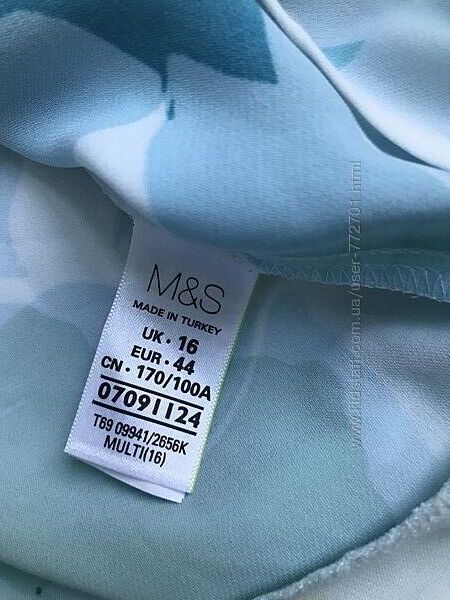 M&S
MADE IN TURKEY
UK • 16
EUR • 44
CN • 170/100A
07091124
T69 09941/2656K
MULTI(16)